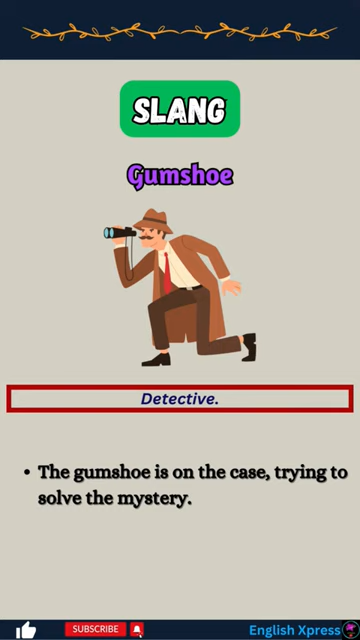 SLANG
Gumshoe
Detective.
• The gumshoe is on the case, trying to
solve the mystery.
SUBSCRIBE
English Xpress